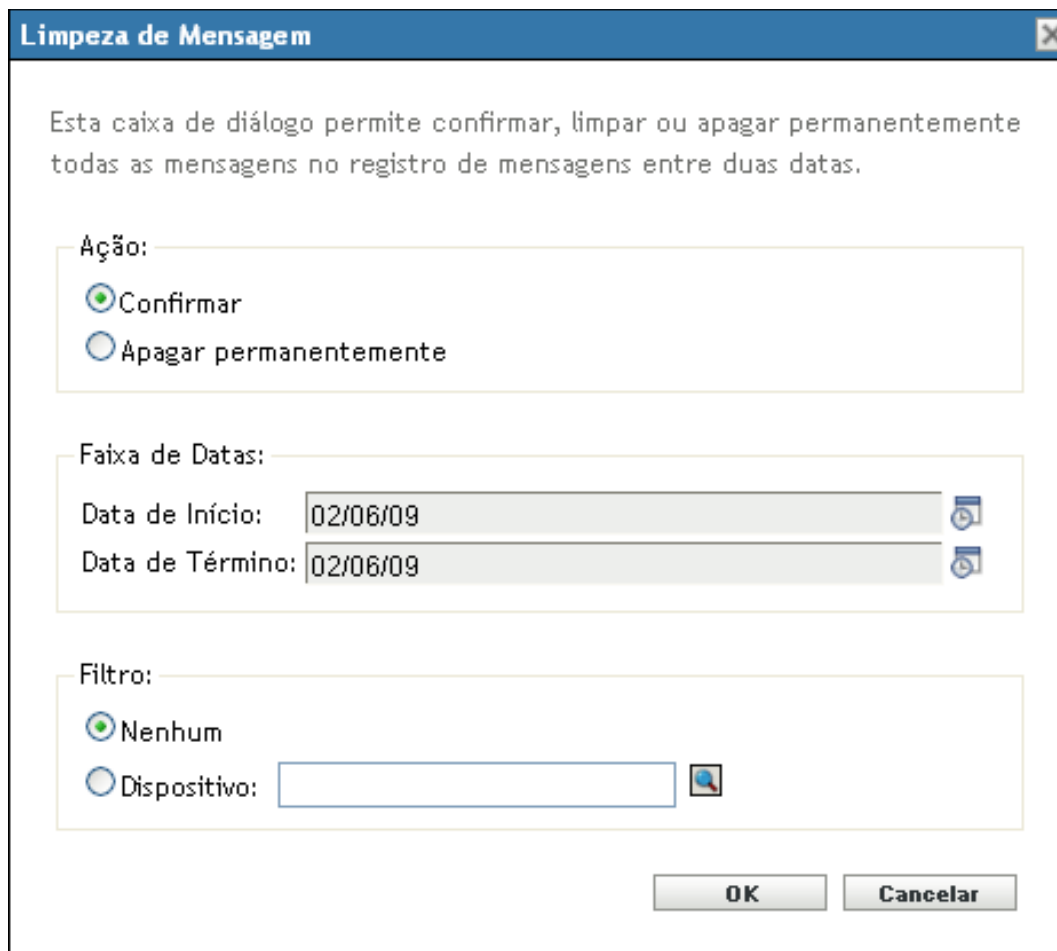 Limpeza de Mensagem
Esta caixa de diálogo permite confirmar, limpar ou apagar permanentemente
todas as mensagens no registro de mensagens entre duas datas.
Ação:
Confirmar
Apagar permanentemente
Faixa de Datas:
Data de Início: 02/06/09
Data de Término: 02/06/09
Filtro:
Nenhum
Dispositivo:
OK Cancelar